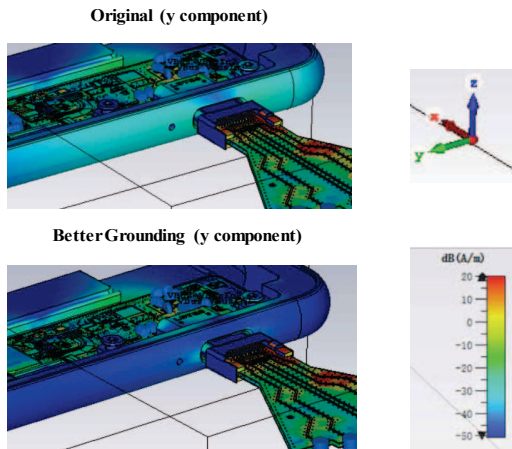 Original (y component)
z
x
y
Better Grounding (y component)
dB(A/m)
20
10
0
-10
-20
-30
-40
-50